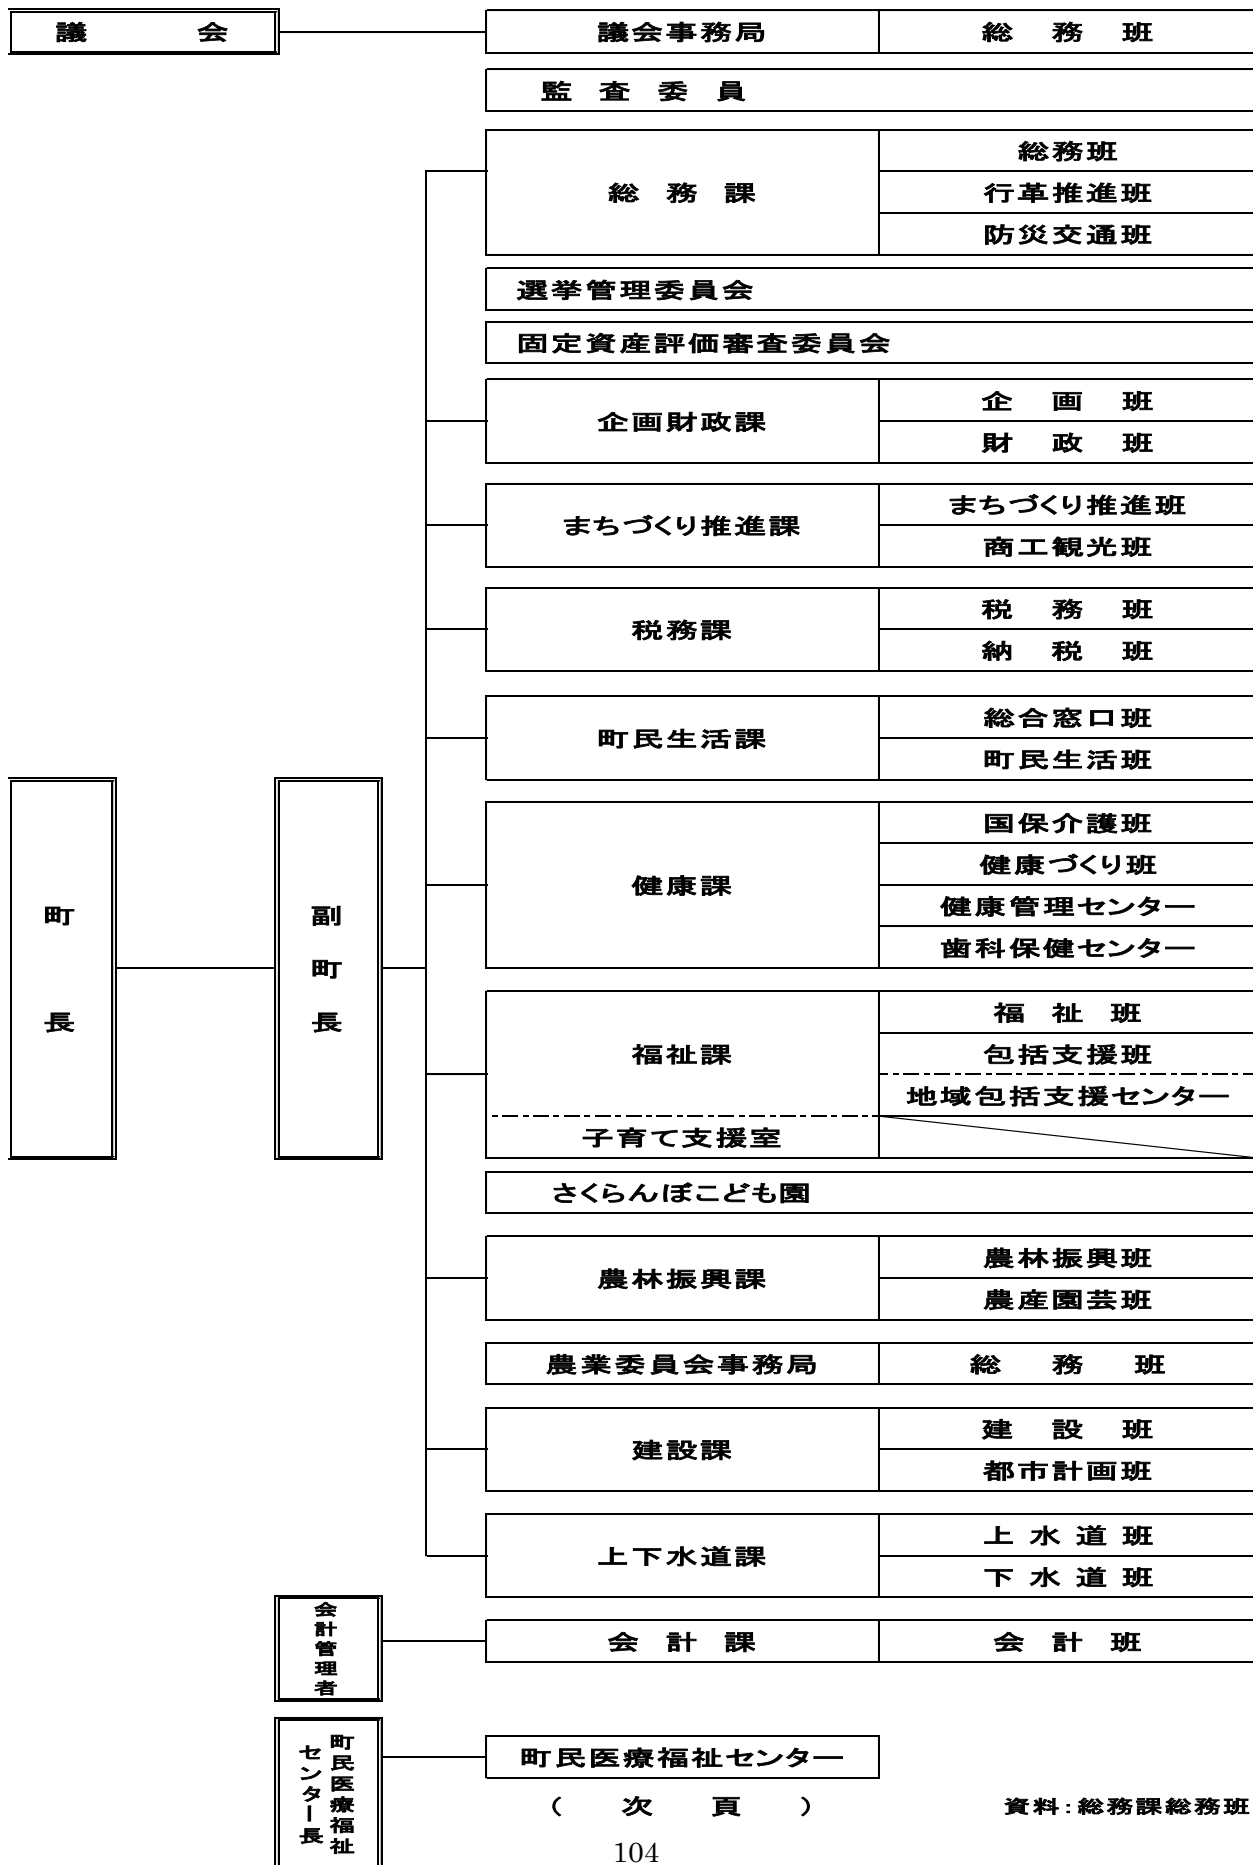 議会 議会事務局 総務班
監査委員
総務課 総務班
行革推進班
防災交通班
選挙管理委員会
固定資産評価審査委員会
企画財政課 企画班
財政班
まちづくり推進課 まちづくり推進班
商工観光班
税務課 税務班
納税班
町民生活課 総合窓口班
町民生活班
町長
副町長
健康課 国保介護班
健康づくり班
健康管理センター
歯科保健センター
福祉課 福祉班
包括支援班
地域包括支援センター
子育て支援室
さくらんぼこども園
農林振興課 農林振興班
農産園芸班
農業委員会事務局 総務班
建設課 建設班
都市計画班
上下水道課 上水道班
下水道班
会計管理者 会計課 会計班
町民医療福祉
センター長
町民医療福祉センター
(次頁)
資料:総務課総務班
104